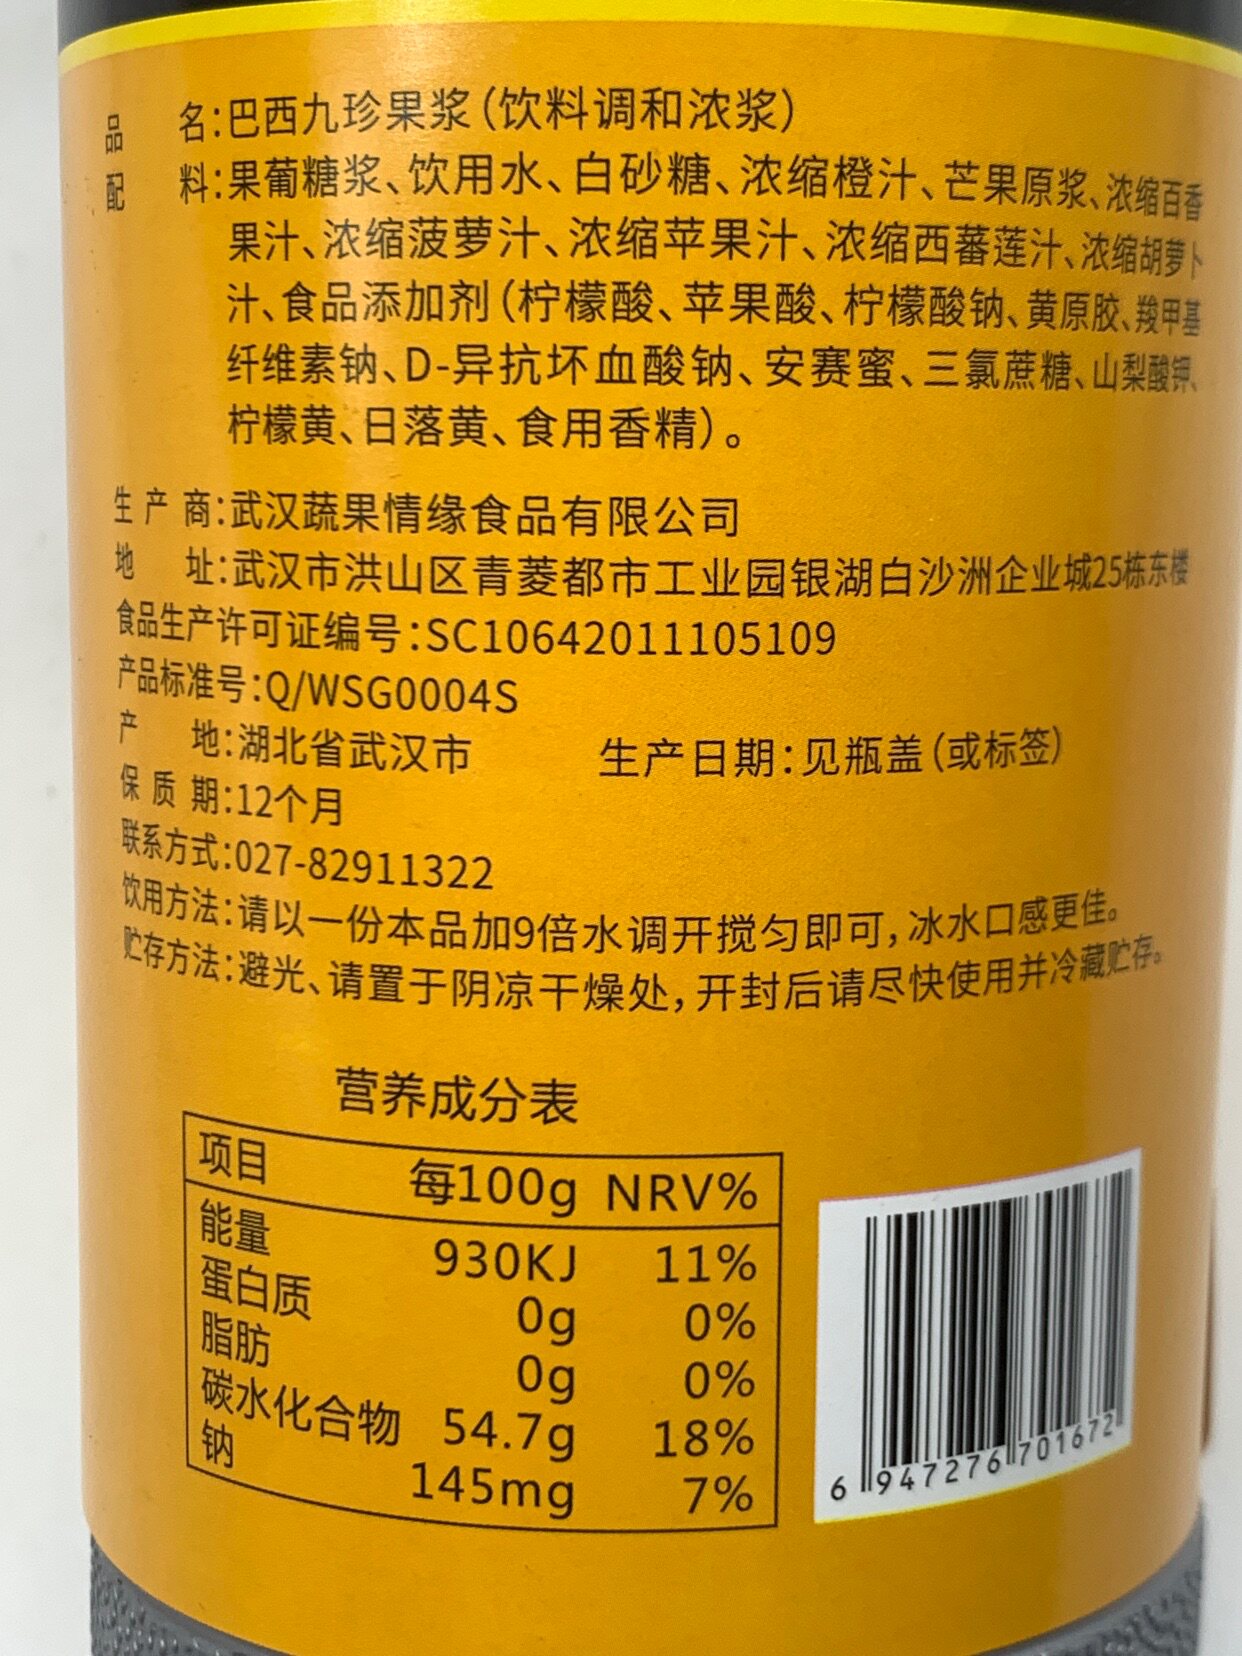 品 名:巴西九珍果浆(饮料调和浓浆)
配 料:果葡糖浆、饮用水、白砂糖、浓缩橙汁、芒果原浆、浓缩百香
果汁、浓缩菠萝汁、浓缩苹果汁、浓缩西蕃莲汁、浓缩胡萝卜
汁、食品添加剂(柠檬酸、苹果酸、柠檬酸钠、黄原胶、羧甲基
纤维素钠、D-异抗坏血酸钠、安赛蜜、三氯蔗糖、山梨酸钾、
柠檬黄、日落黄、食用香精)。
生产商:武汉蔬果情缘食品有限公司
地 址:武汉市洪山区青菱都市工业园银湖白沙洲企业城25栋东楼
食品生产许可证编号:SC10642011105109
产品标准号:Q/WSG0004S
产 地:湖北省武汉市 生产日期:见瓶盖(或标签)
保质期:12个月
联系方式:027-82911322
饮用方法:请以一份本品加9倍水调开搅匀即可,冰水口感更佳。
贮存方法:避光、请置于阴凉干燥处,开封后请尽快使用并冷藏贮存。
营养成分表
项目 每100g NRV%
能量 930KJ 11%
蛋白质 0g 0%
脂肪 0g 0%
碳水化合物 54.7g 18%
钠 145mg 7%
6 947276 701672